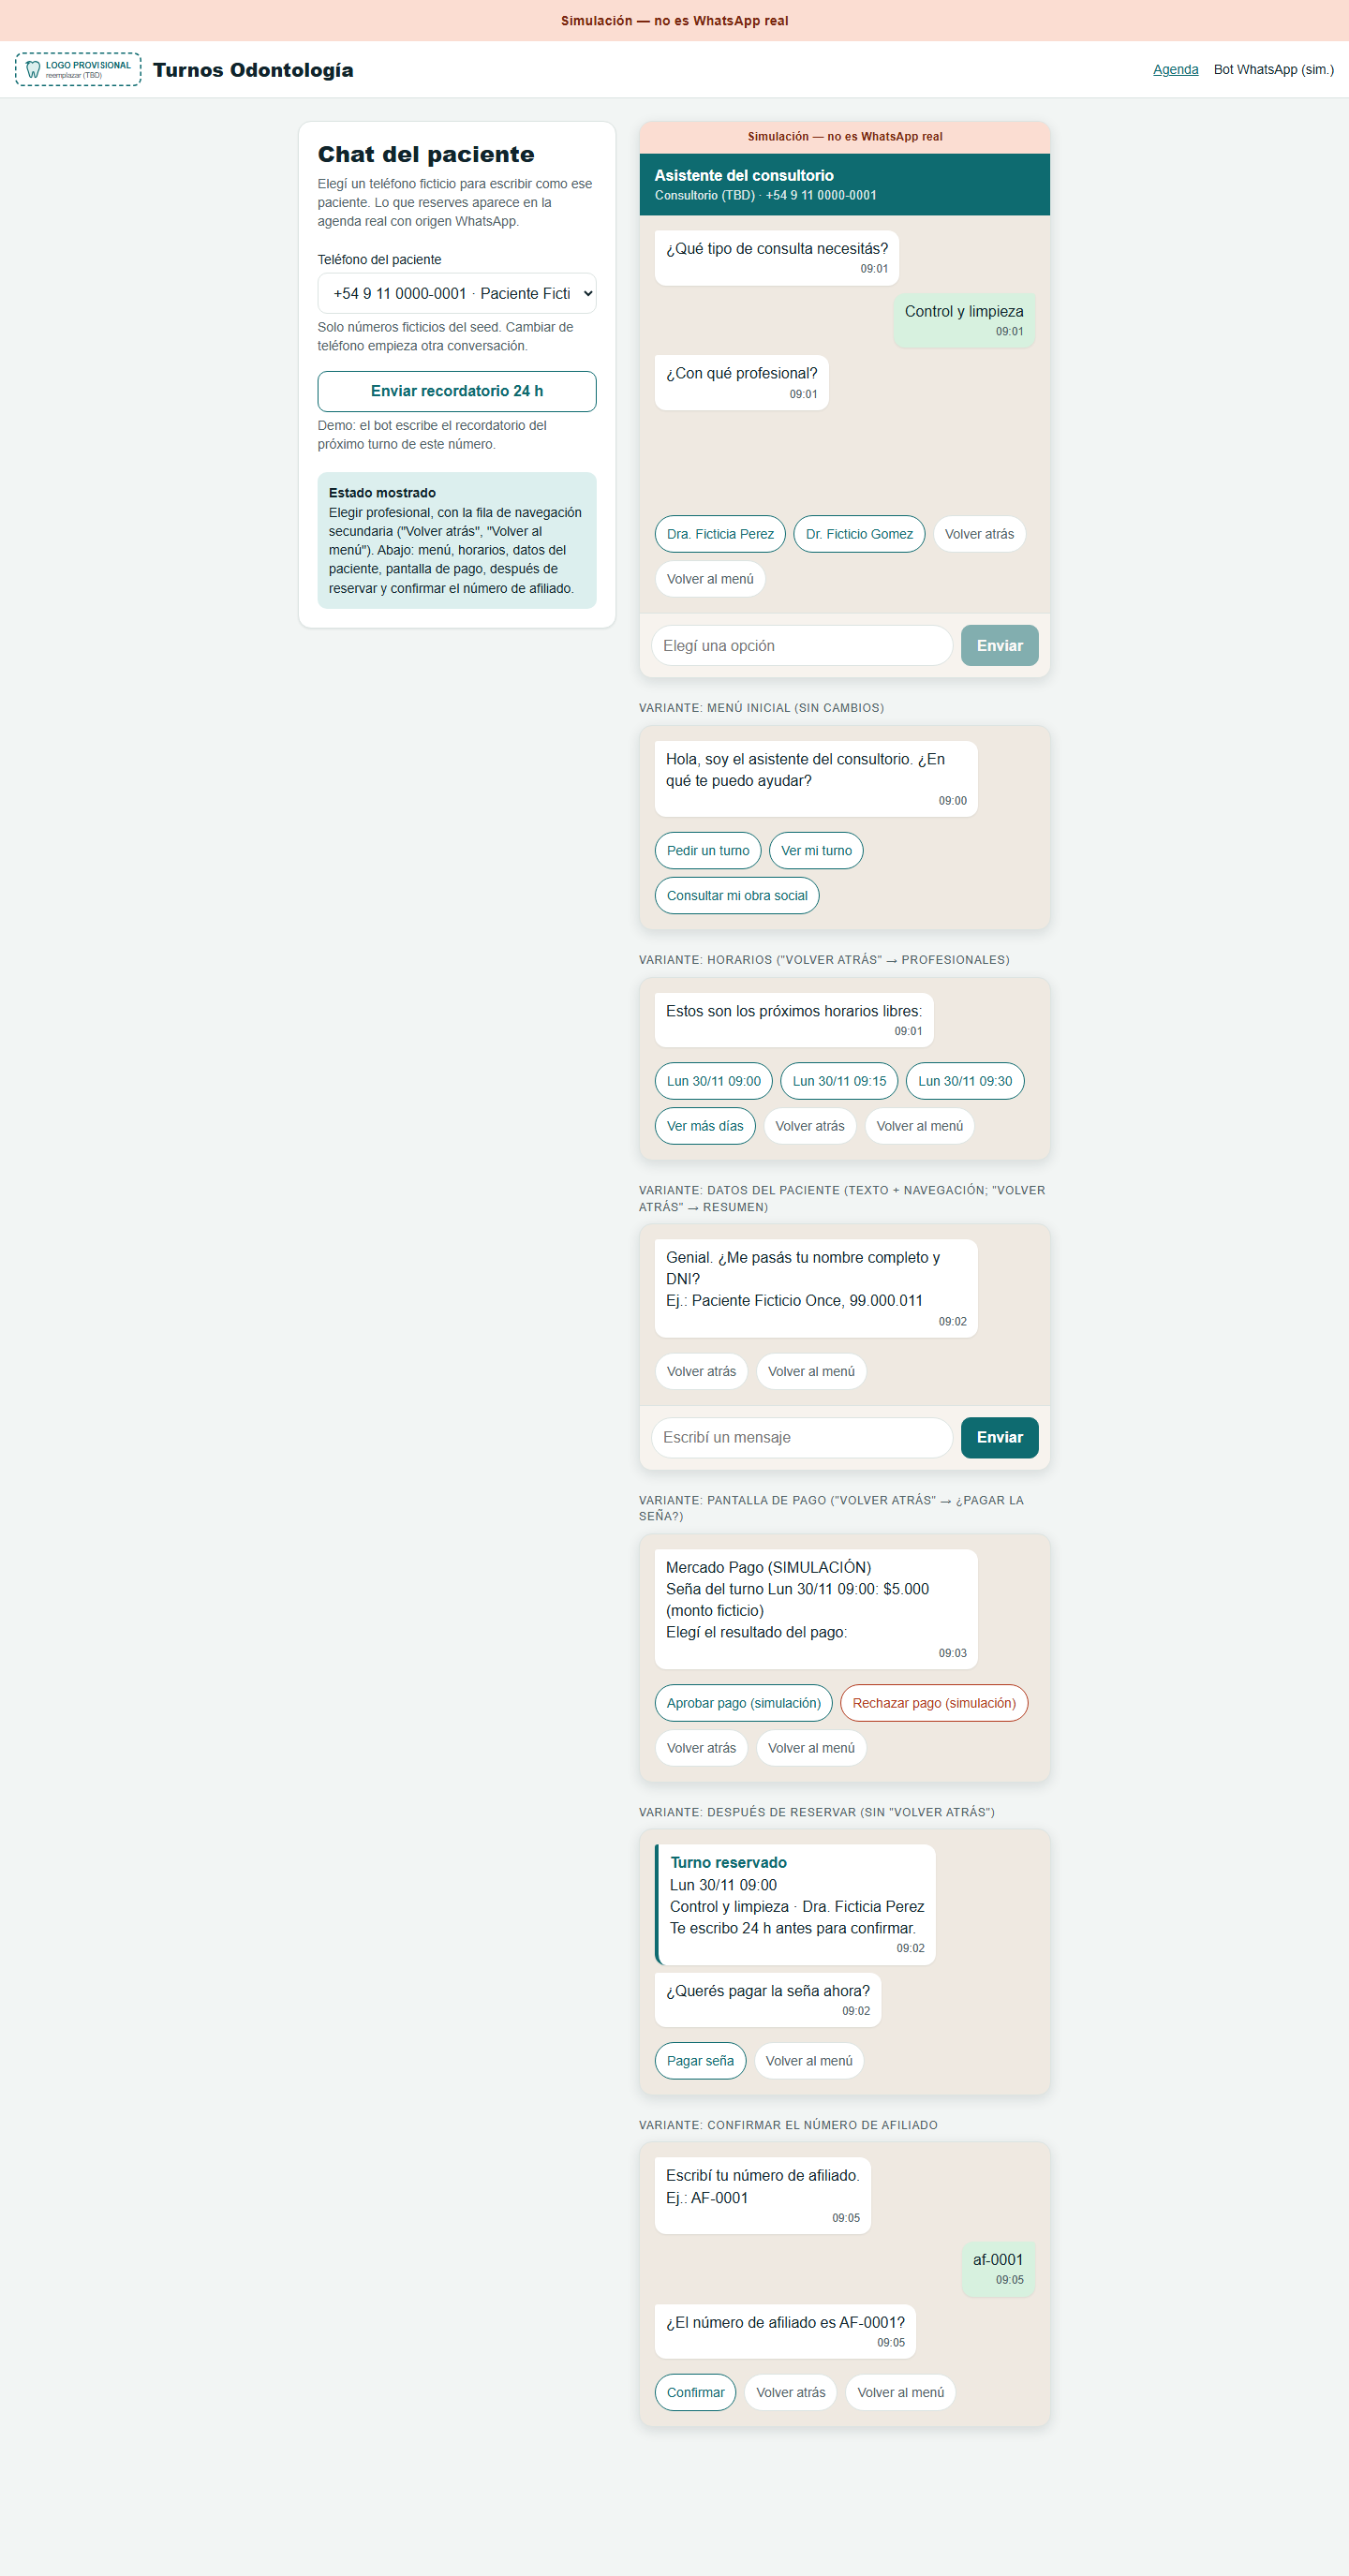 Simulación — no es WhatsApp real
LOGO PROVISIONAL
reemplazar (TBD)
Turnos Odontología
Agenda
Bot WhatsApp (sim.)
Chat del paciente
Elegí un teléfono ficticio para escribir como ese
paciente. Lo que reserves aparece en la
agenda real con origen WhatsApp.
Teléfono del paciente
+54 9 11 0000-0001 · Paciente Ficti
Solo números ficticios del seed. Cambiar de
teléfono empieza otra conversación.
Enviar recordatorio 24 h
Demo: el bot escribe el recordatorio del
próximo turno de este número.
Estado mostrado
Elegir profesional, con la fila de navegación
secundaria ("Volver atrás", "Volver al
menú"). Abajo: menú, horarios, datos del
paciente, pantalla de pago, después de
reservar y confirmar el número de afiliado.
Simulación — no es WhatsApp real
Asistente del consultorio
Consultorio (TBD) · +54 9 11 0000-0001
¿Qué tipo de consulta necesitás?
09:01
Control y limpieza
09:01
¿Con qué profesional?
09:01
Dra. Ficticia Perez
Dr. Ficticio Gomez
Volver atrás
Volver al menú
Elegí una opción
Enviar
VARIANTE: MENÚ INICIAL (SIN CAMBIOS)
Hola, soy el asistente del consultorio. ¿En
qué te puedo ayudar?
09:00
Pedir un turno
Ver mi turno
Consultar mi obra social
VARIANTE: HORARIOS ("VOLVER ATRÁS" → PROFESIONALES)
Estos son los próximos horarios libres:
09:01
Lun 30/11 09:00
Lun 30/11 09:15
Lun 30/11 09:30
Ver más días
Volver atrás
Volver al menú
VARIANTE: DATOS DEL PACIENTE (TEXTO + NAVEGACIÓN; "VOLVER
ATRÁS" → RESUMEN)
Genial. ¿Me pasás tu nombre completo y
DNI?
Ej.: Paciente Ficticio Once, 99.000.011
09:02
Volver atrás
Volver al menú
Escribí un mensaje
Enviar
VARIANTE: PANTALLA DE PAGO ("VOLVER ATRÁS" → ¿PAGAR LA
SEÑA?)
Mercado Pago (SIMULACIÓN)
Seña del turno Lun 30/11 09:00: $5.000
(monto ficticio)
Elegí el resultado del pago:
09:03
Aprobar pago (simulación)
Rechazar pago (simulación)
Volver atrás
Volver al menú
VARIANTE: DESPUÉS DE RESERVAR (SIN "VOLVER ATRÁS")
Turno reservado
Lun 30/11 09:00
Control y limpieza · Dra. Ficticia Perez
Te escribo 24 h antes para confirmar.
09:02
¿Querés pagar la seña ahora?
09:02
Pagar seña
Volver al menú
VARIANTE: CONFIRMAR EL NÚMERO DE AFILIADO
Escribí tu número de afiliado.
Ej.: AF-0001
09:05
af-0001
09:05
¿El número de afiliado es AF-0001?
09:05
Confirmar
Volver atrás
Volver al menú